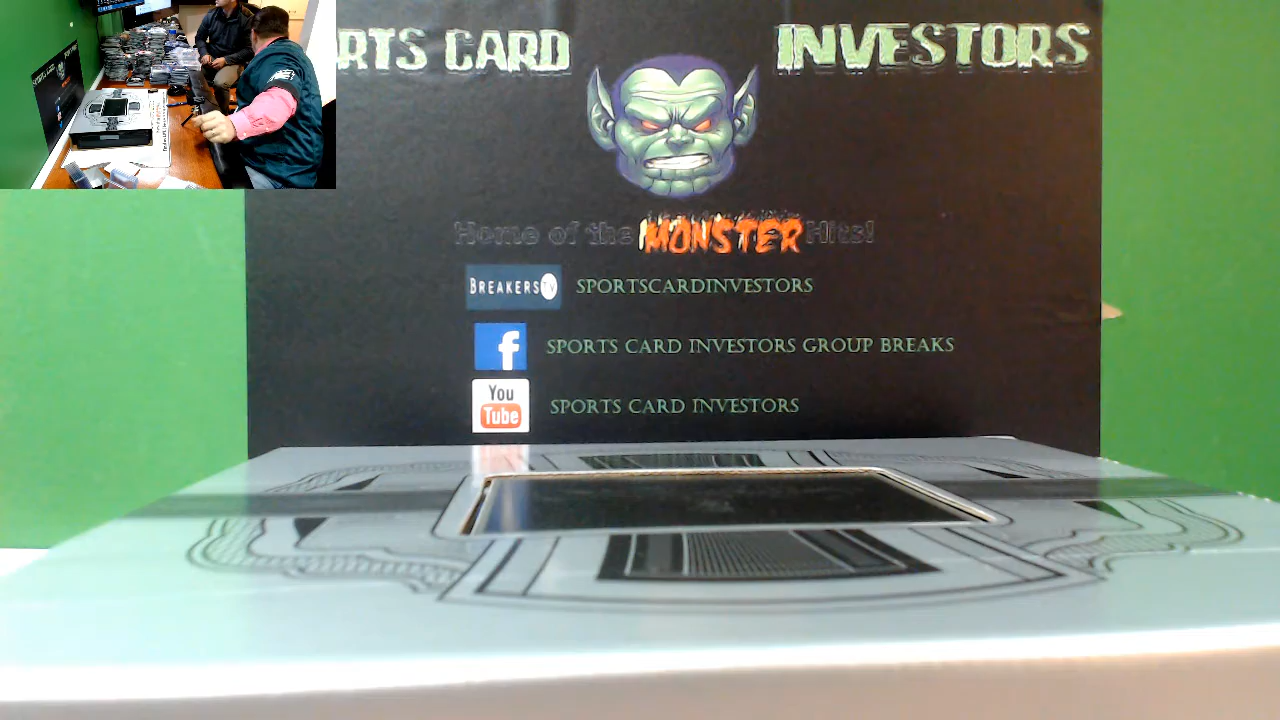 RTS CARD INVESTORS
Home of the MONSTER Hits!
BREAKERS TV SPORTSCARDINVESTORS
f SPORTS CARD INVESTORS GROUP BREAKS
You Tube SPORTS CARD INVESTORS